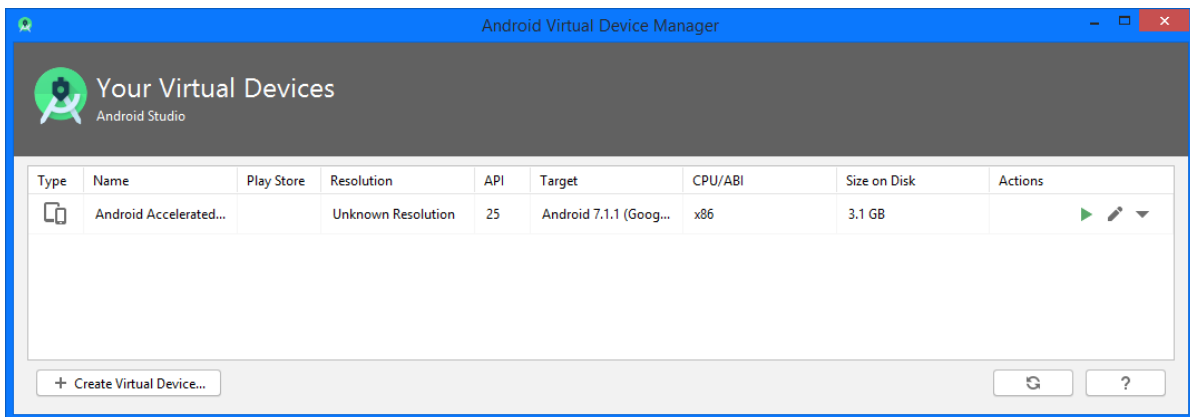 Android Virtual Device Manager
Your Virtual Devices
Android Studio
Type Name Play Store Resolution API Target CPU/ABI Size on Disk Actions
Android Accelerated... Unknown Resolution 25 Android 7.1.1 (Goog... x86 3.1 GB
+ Create Virtual Device... ?